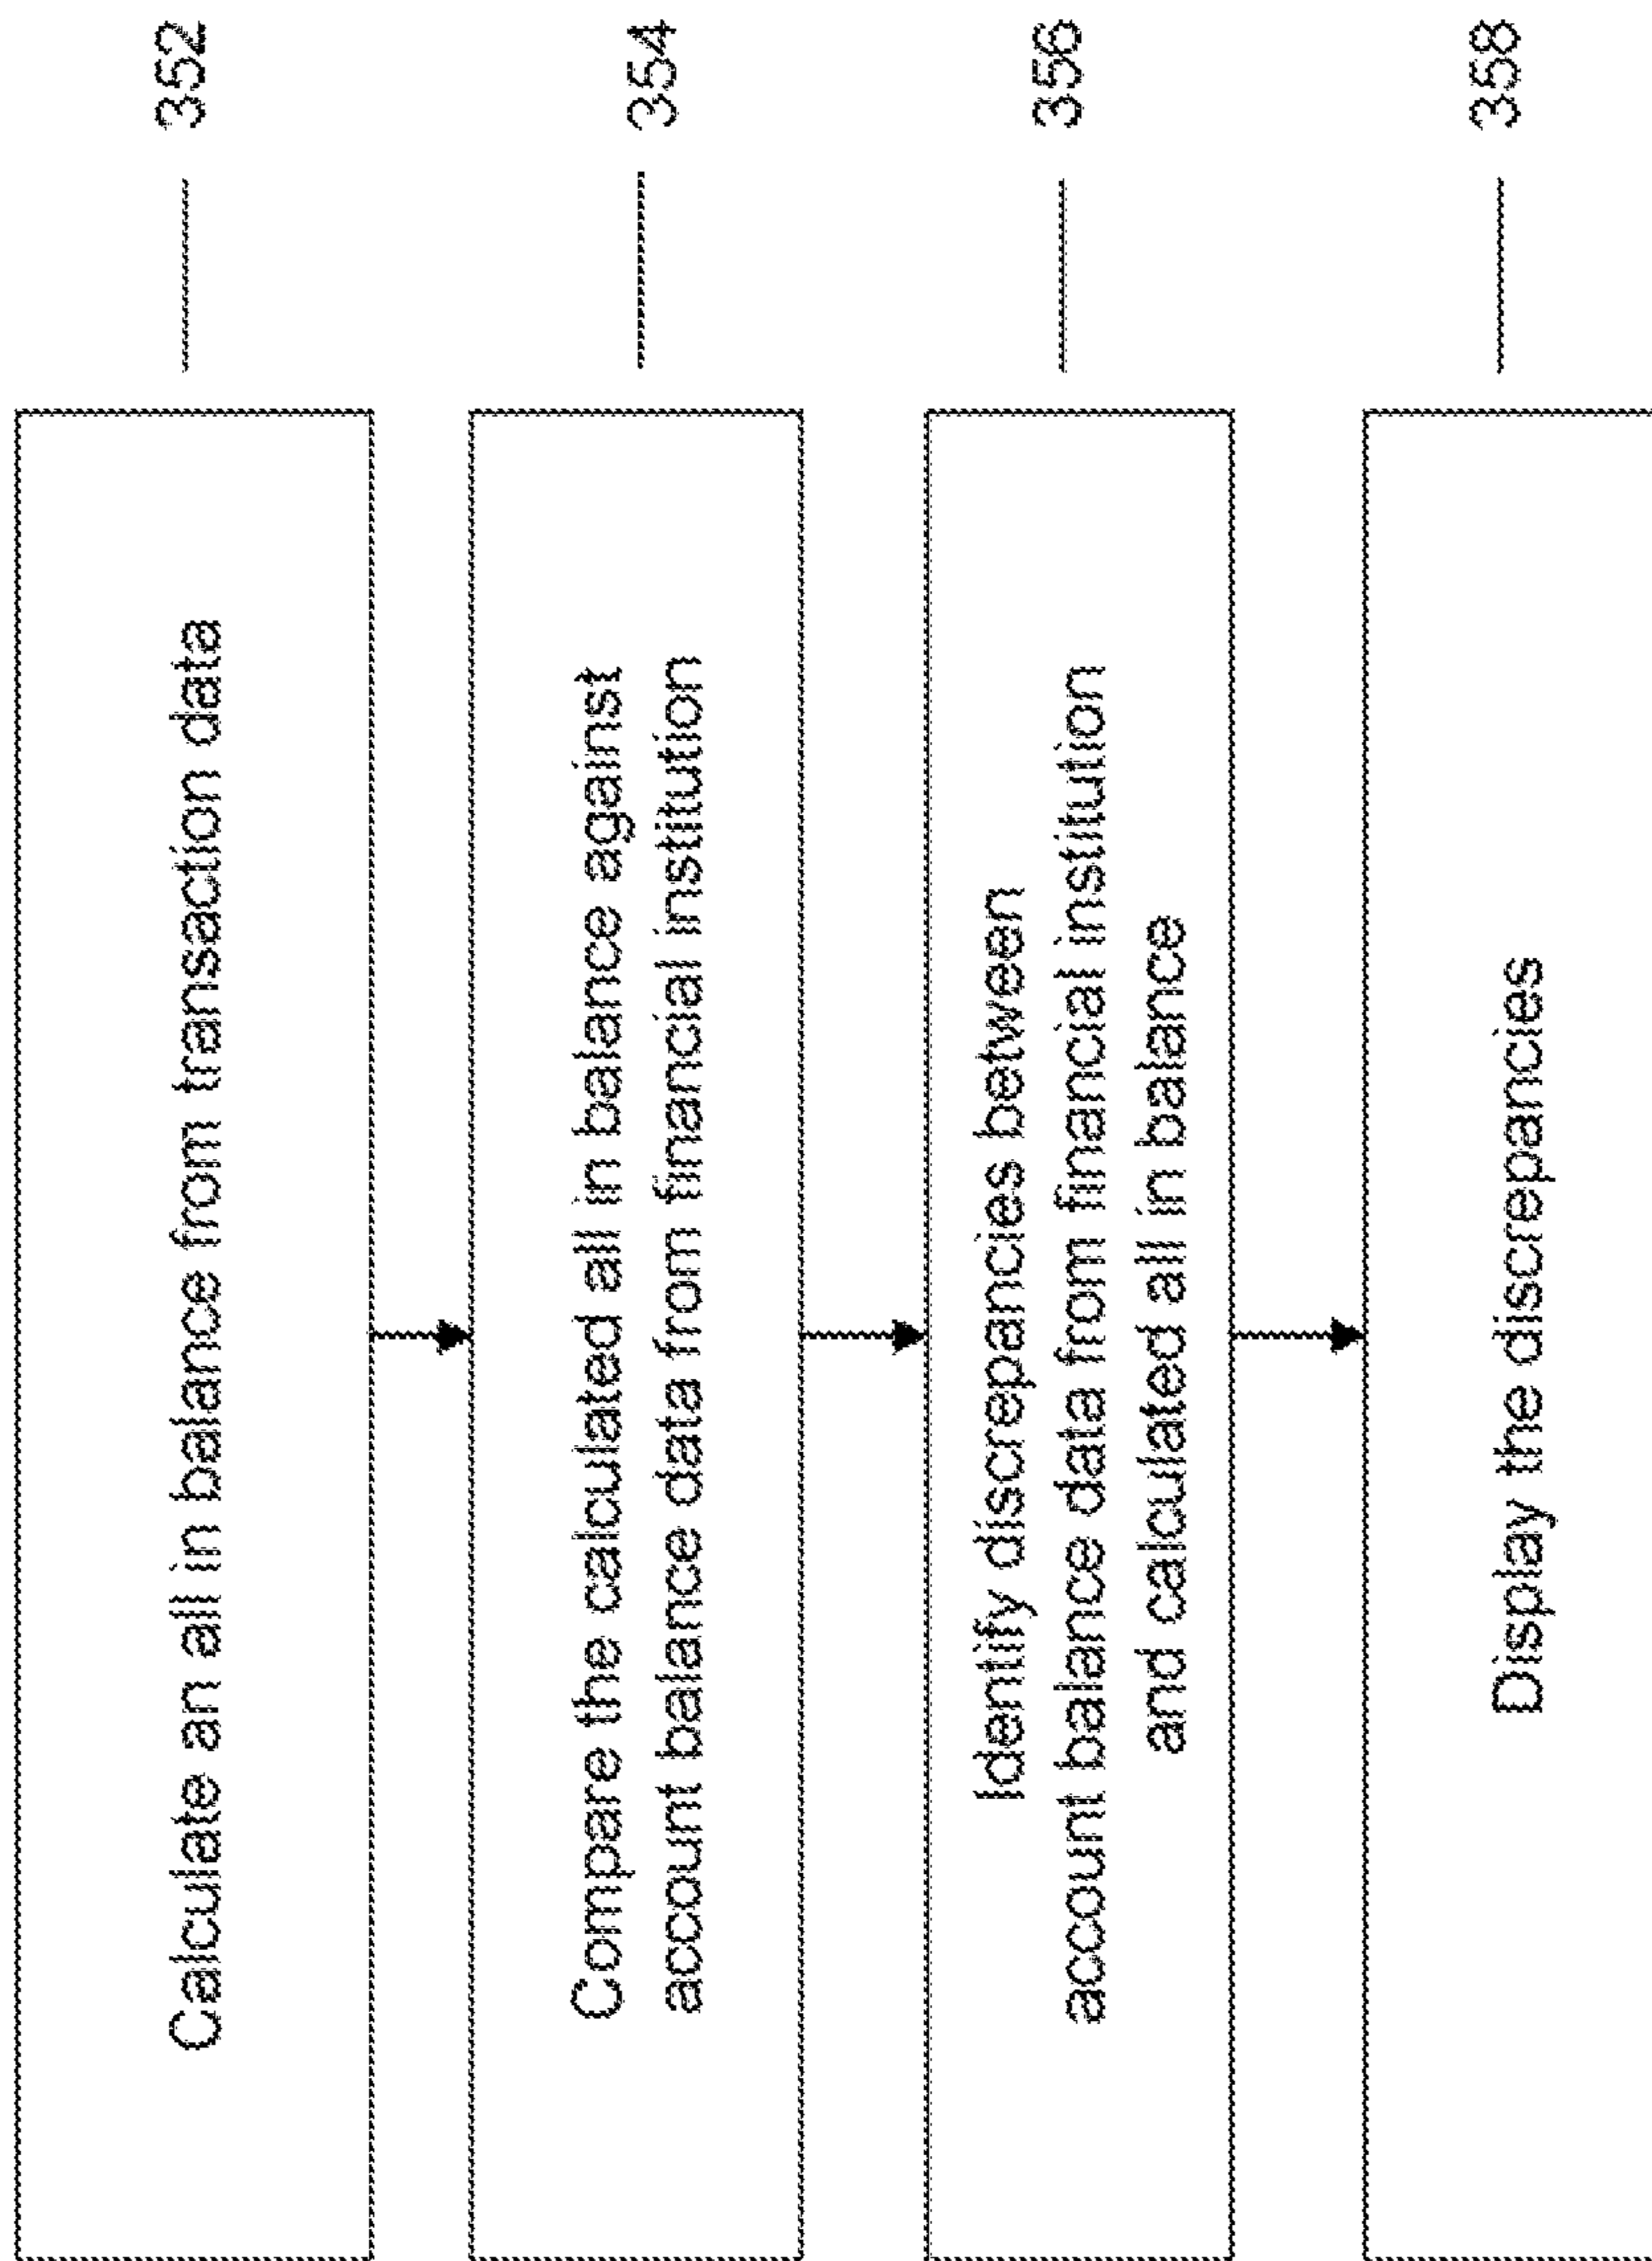 Calculate an all in balance from transaction data
352
Compare the calculated all in balance against
account balance data from financial institution
354
Identify discrepancies between
account balance data from financial institution
and calculated all in balance
356
Display the discrepancies
358